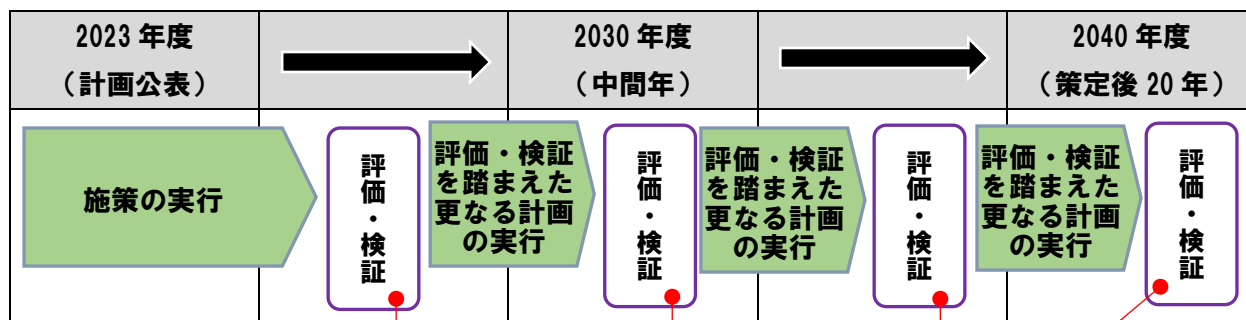 2023 年度
（計画公表）
2030 年度
（中間年）
2040 年度
（策定後 20 年）
施策の実行
評価・検証
評価・検証
を踏まえた
更なる計画
の実行
評価・検証
評価・検証
を踏まえた
更なる計画
の実行
評価・検証
評価・検証
を踏まえた
更なる計画
の実行
評価・検証